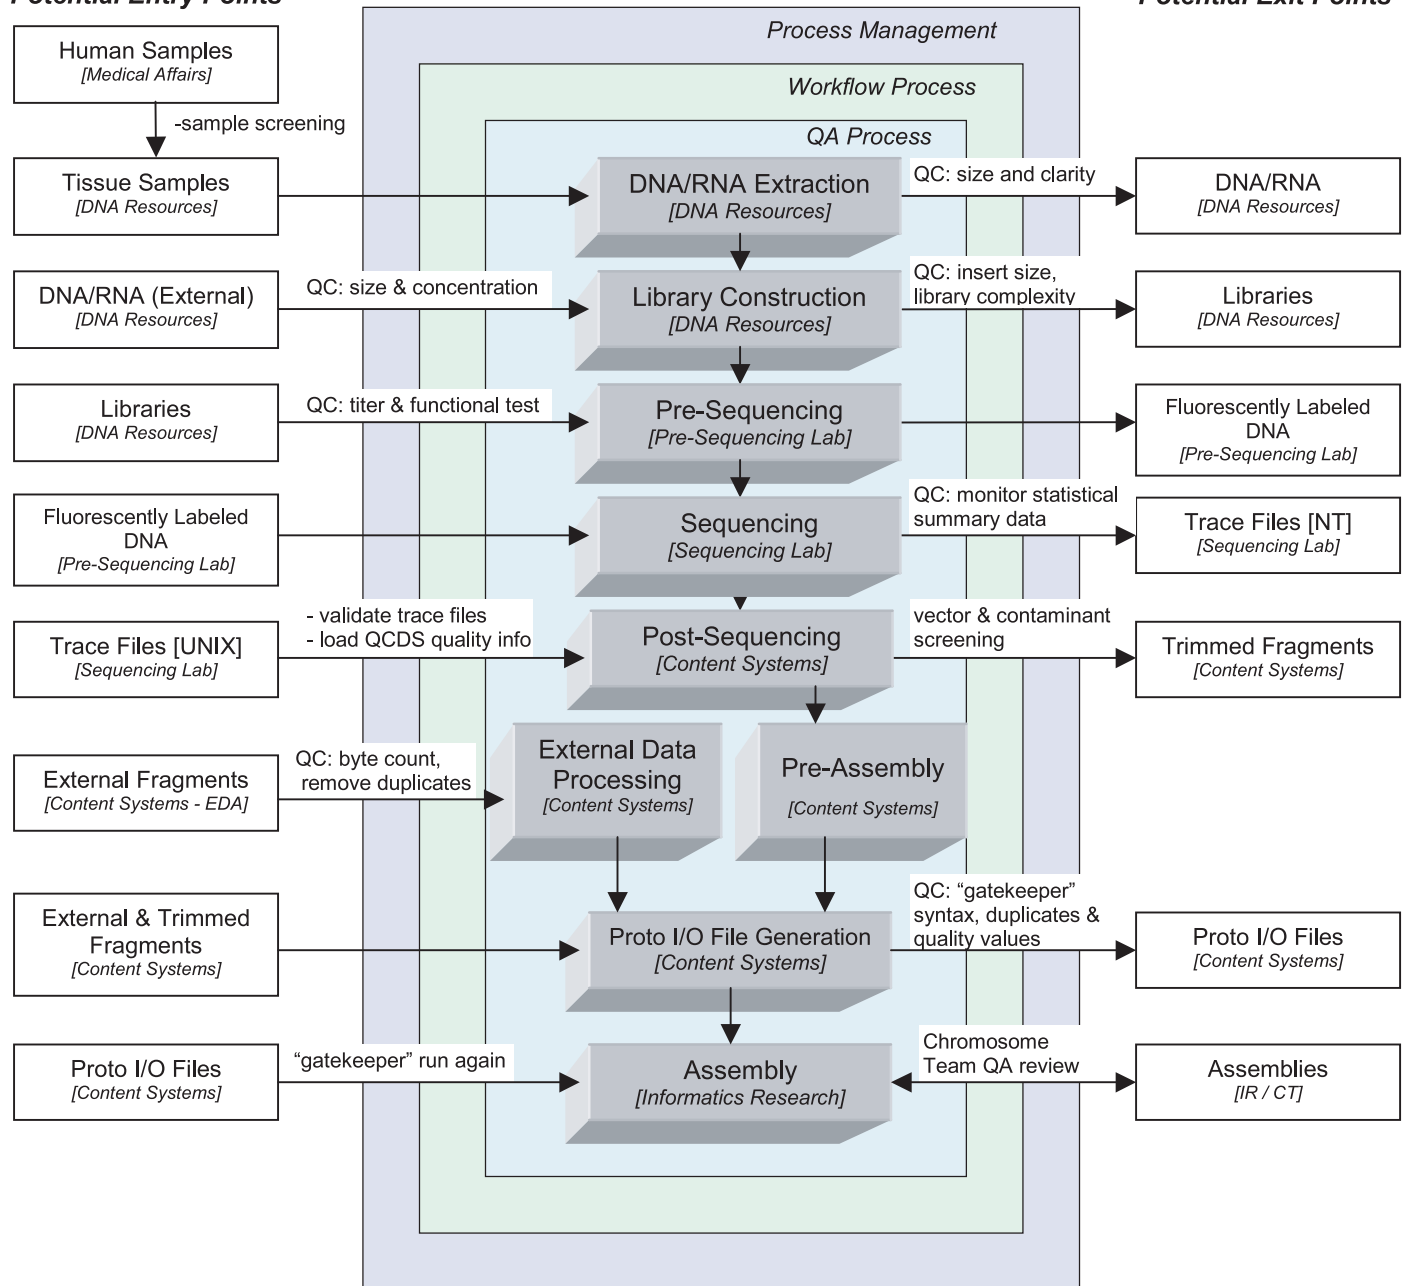 Potential Entry Points
Potential Exit Points
Process Management
Workflow Process
QA Process
Human Samples
[Medical Affairs]
-sample screening
Tissue Samples
[DNA Resources]
DNA/RNA Extraction
[DNA Resources]
QC: size and clarity
DNA/RNA
[DNA Resources]
DNA/RNA (External)
[DNA Resources]
QC: size & concentration
Library Construction
[DNA Resources]
QC: insert size,
library complexity
Libraries
[DNA Resources]
Libraries
[DNA Resources]
QC: titer & functional test
Pre-Sequencing
[Pre-Sequencing Lab]
Fluorescently Labeled
DNA
[Pre-Sequencing Lab]
Fluorescently Labeled
DNA
[Pre-Sequencing Lab]
Sequencing
[Sequencing Lab]
QC: monitor statistical
summary data
Trace Files [NT]
[Sequencing Lab]
Trace Files [UNIX]
[Sequencing Lab]
- validate trace files
- load QCDS quality info
Post-Sequencing
[Content Systems]
vector & contaminant
screening
Trimmed Fragments
[Content Systems]
External Fragments
[Content Systems - EDA]
QC: byte count,
remove duplicates
External Data
Processing
[Content Systems]
Pre-Assembly
[Content Systems]
External & Trimmed
Fragments
[Content Systems]
Proto I/O File Generation
[Content Systems]
QC: “gatekeeper”
syntax, duplicates &
quality values
Proto I/O Files
[Content Systems]
Proto I/O Files
[Content Systems]
“gatekeeper” run again
Assembly
[Informatics Research]
Chromosome
Team QA review
Assemblies
[IR / CT]